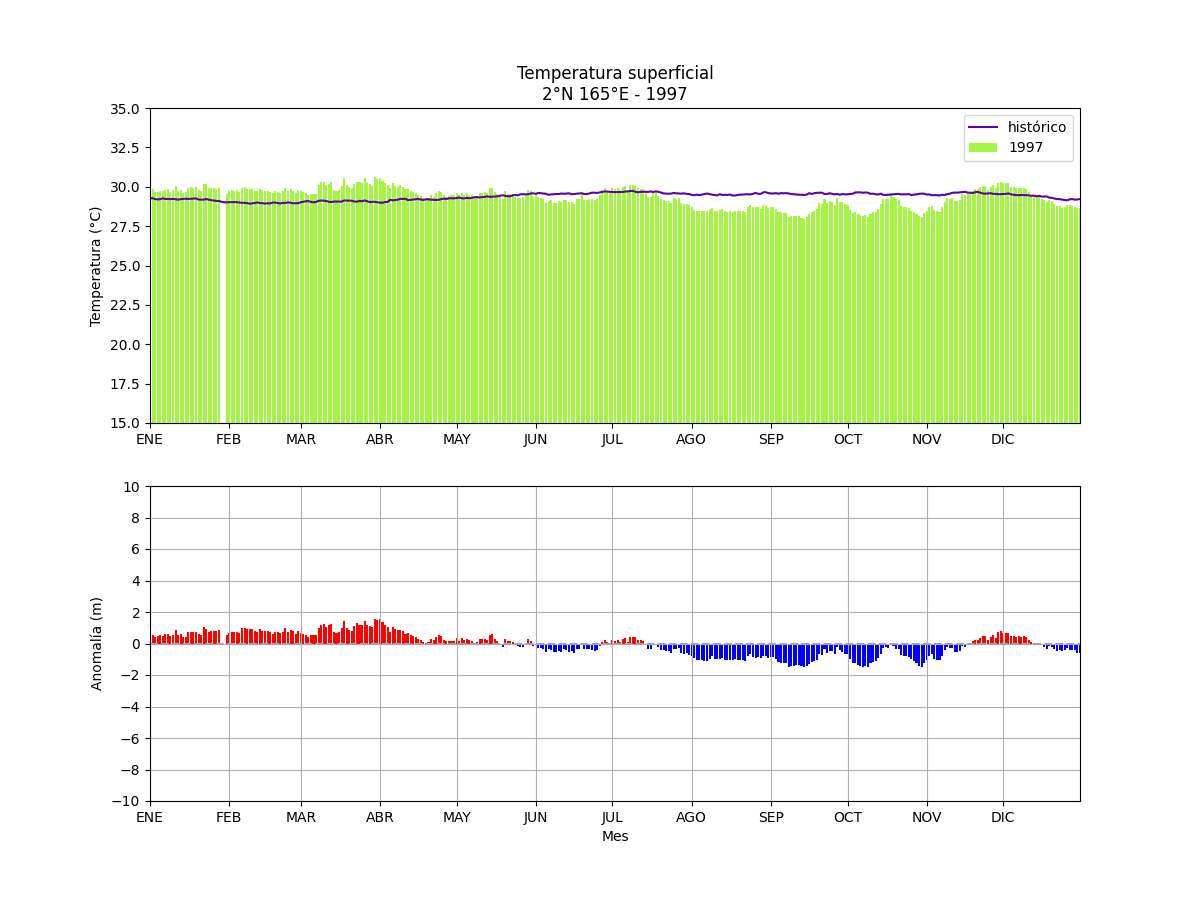 Temperatura superficial
2°N 165°E - 1997
35.0
32.5
30.0
27.5
25.0
22.5
20.0
17.5
15.0
Temperatura (°C)
histórico
1997
ENE FEB MAR ABR MAY JUN JUL AGO SEP OCT NOV DIC
10
8
6
4
2
0
−2
−4
−6
−8
−10
Anomalía (m)
ENE FEB MAR ABR MAY JUN JUL AGO SEP OCT NOV DIC
Mes